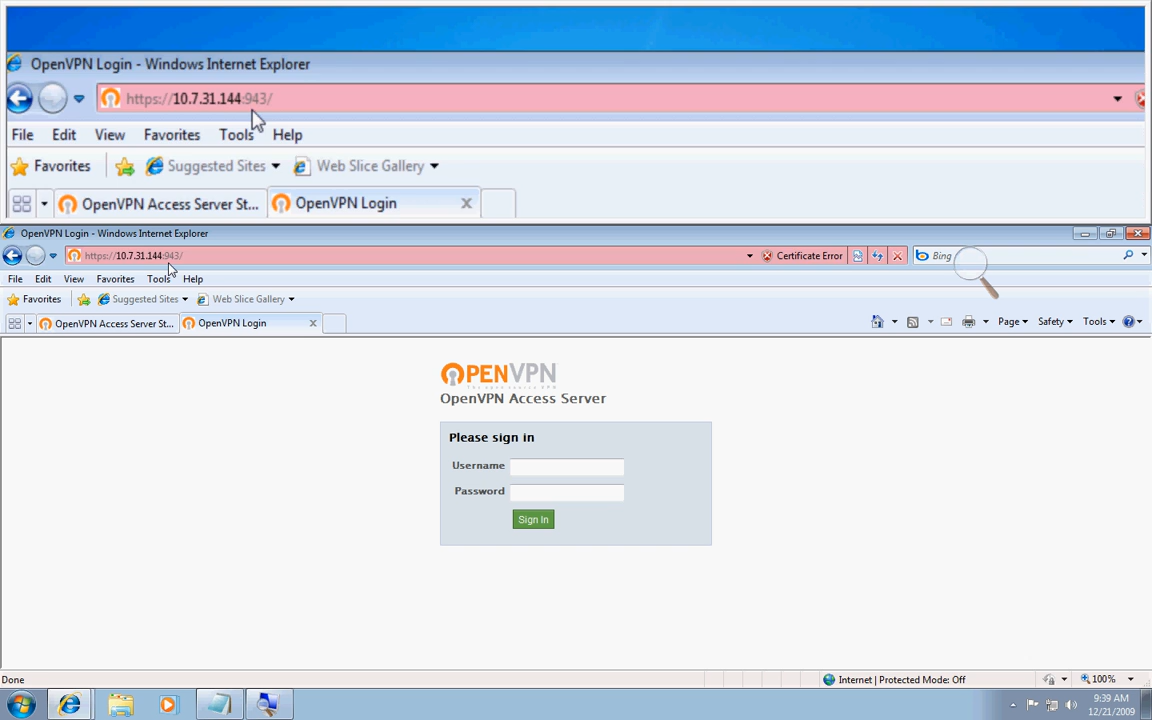 OpenVPN Login - Windows Internet Explorer
https://10.7.31.144:943/
File Edit View Favorites Tools Help
Favorites Suggested Sites Web Slice Gallery
OpenVPN Access Server St... OpenVPN Login
OpenVPN Login - Windows Internet Explorer
https://10.7.31.144:943/ Certificate Error Bing
File Edit View Favorites Tools Help
Favorites Suggested Sites Web Slice Gallery
OpenVPN Access Server St... OpenVPN Login Page Safety Tools
OPENVPN
OpenVPN Access Server
Please sign in
Username
Password
Sign In
Done Internet | Protected Mode: Off 100%
9:39 AM
12/21/2009